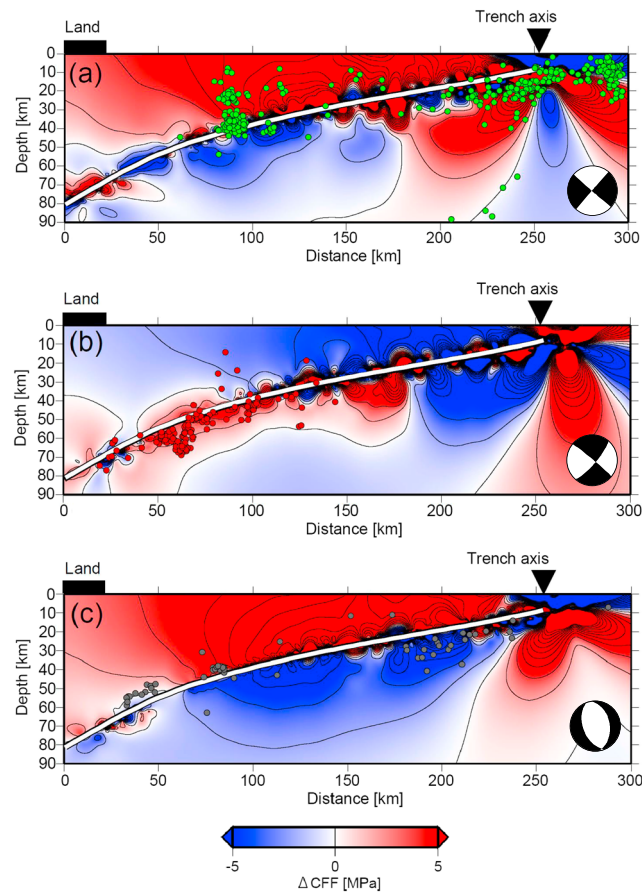 Land
Trench axis
(a)
0
10
20
30
40
50
60
70
80
90
Depth [km]
0 50 100 150 200 250 300
Distance [km]
Land
Trench axis
(b)
0
10
20
30
40
50
60
70
80
90
Depth [km]
0 50 100 150 200 250 300
Distance [km]
Land
Trench axis
(c)
0
10
20
30
40
50
60
70
80
90
Depth [km]
0 50 100 150 200 250 300
Distance [km]
-5 0 5
Δ CFF [MPa]